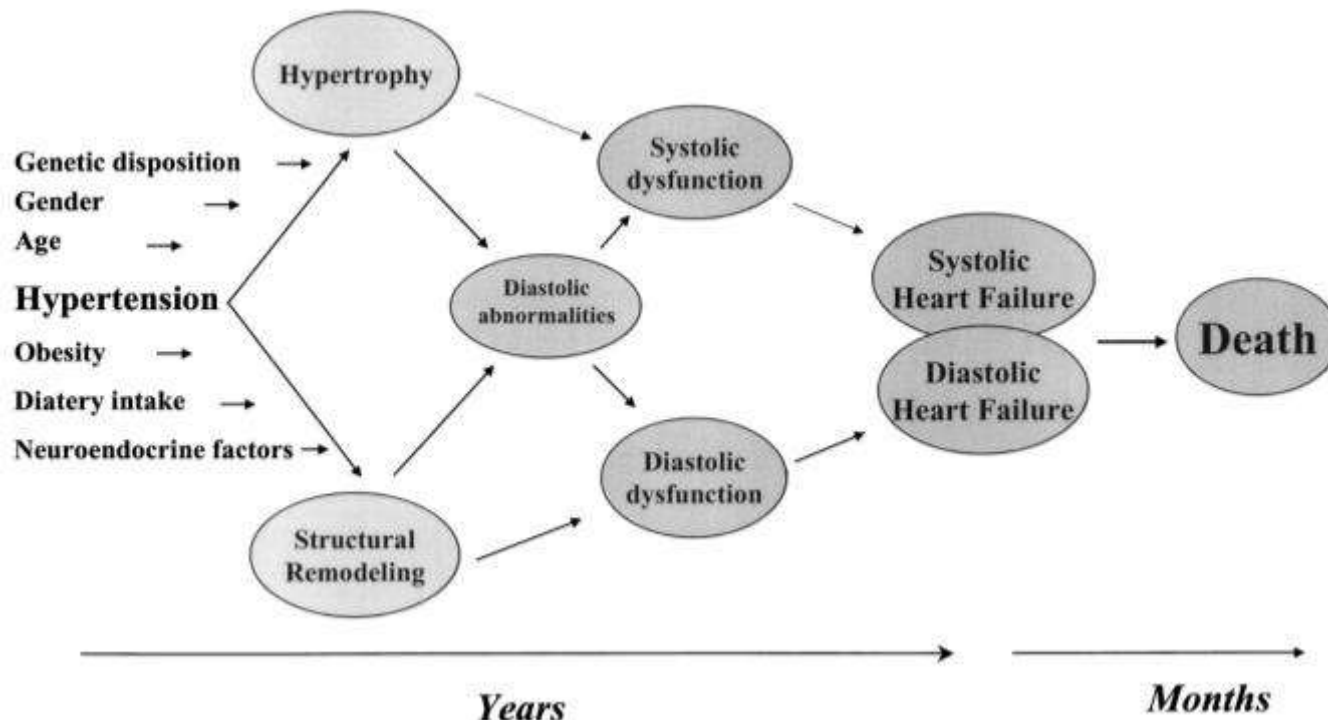 Hypertrophy
Genetic disposition
Gender
Age
Hypertension
Obesity
Diatery intake
Neuroendocrine factors
Structural
Remodeling
Diastolic
abnormalities
Systolic
dysfunction
Diastolic
dysfunction
Systolic
Heart Failure
Diastolic
Heart Failure
Death
Years
Months